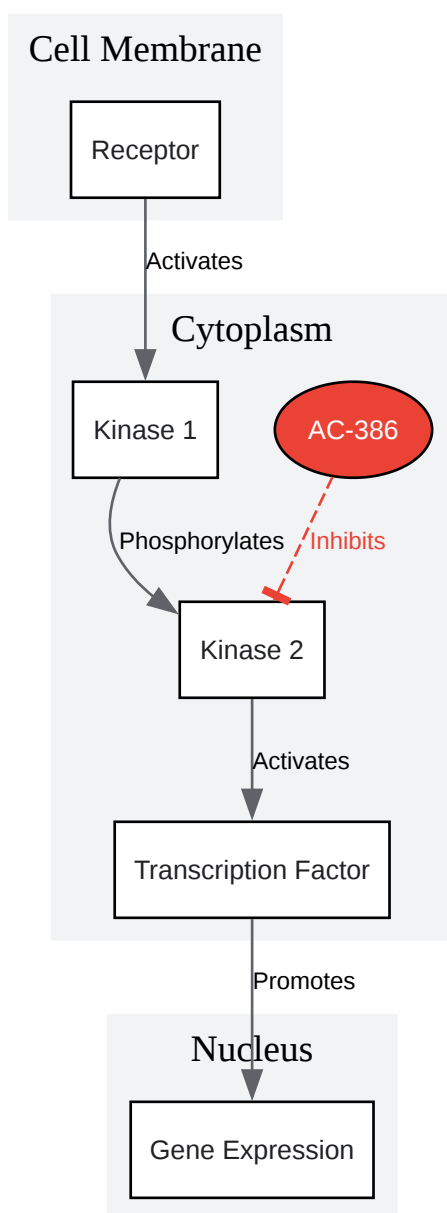 Cell Membrane
Receptor
Activates
Cytoplasm
Kinase 1
AC-386
Phosphorylates
Inhibits
Kinase 2
Activates
Transcription Factor
Promotes
Nucleus
Gene Expression